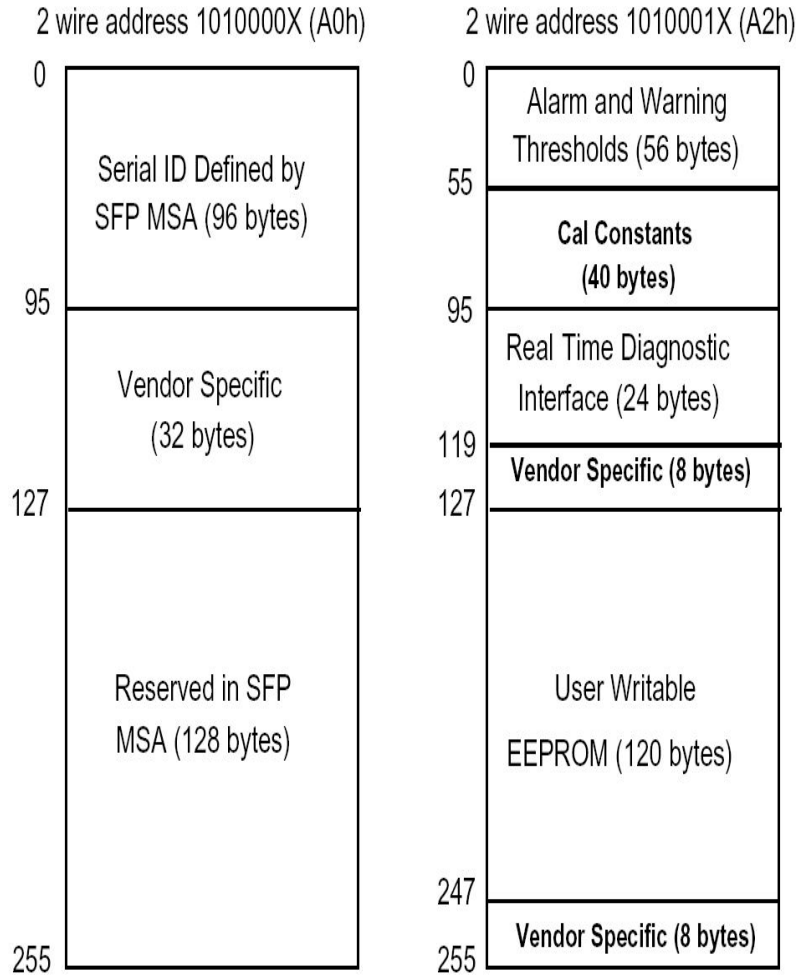 2 wire address 1010000X (A0h)
0
Serial ID Defined by
SFP MSA (96 bytes)
95
Vendor Specific
(32 bytes)
127
Reserved in SFP
MSA (128 bytes)
255
2 wire address 1010001X (A2h)
0
Alarm and Warning
Thresholds (56 bytes)
55
Cal Constants
(40 bytes)
95
Real Time Diagnostic
Interface (24 bytes)
119
Vendor Specific (8 bytes)
127
User Writable
EEPROM (120 bytes)
247
Vendor Specific (8 bytes)
255